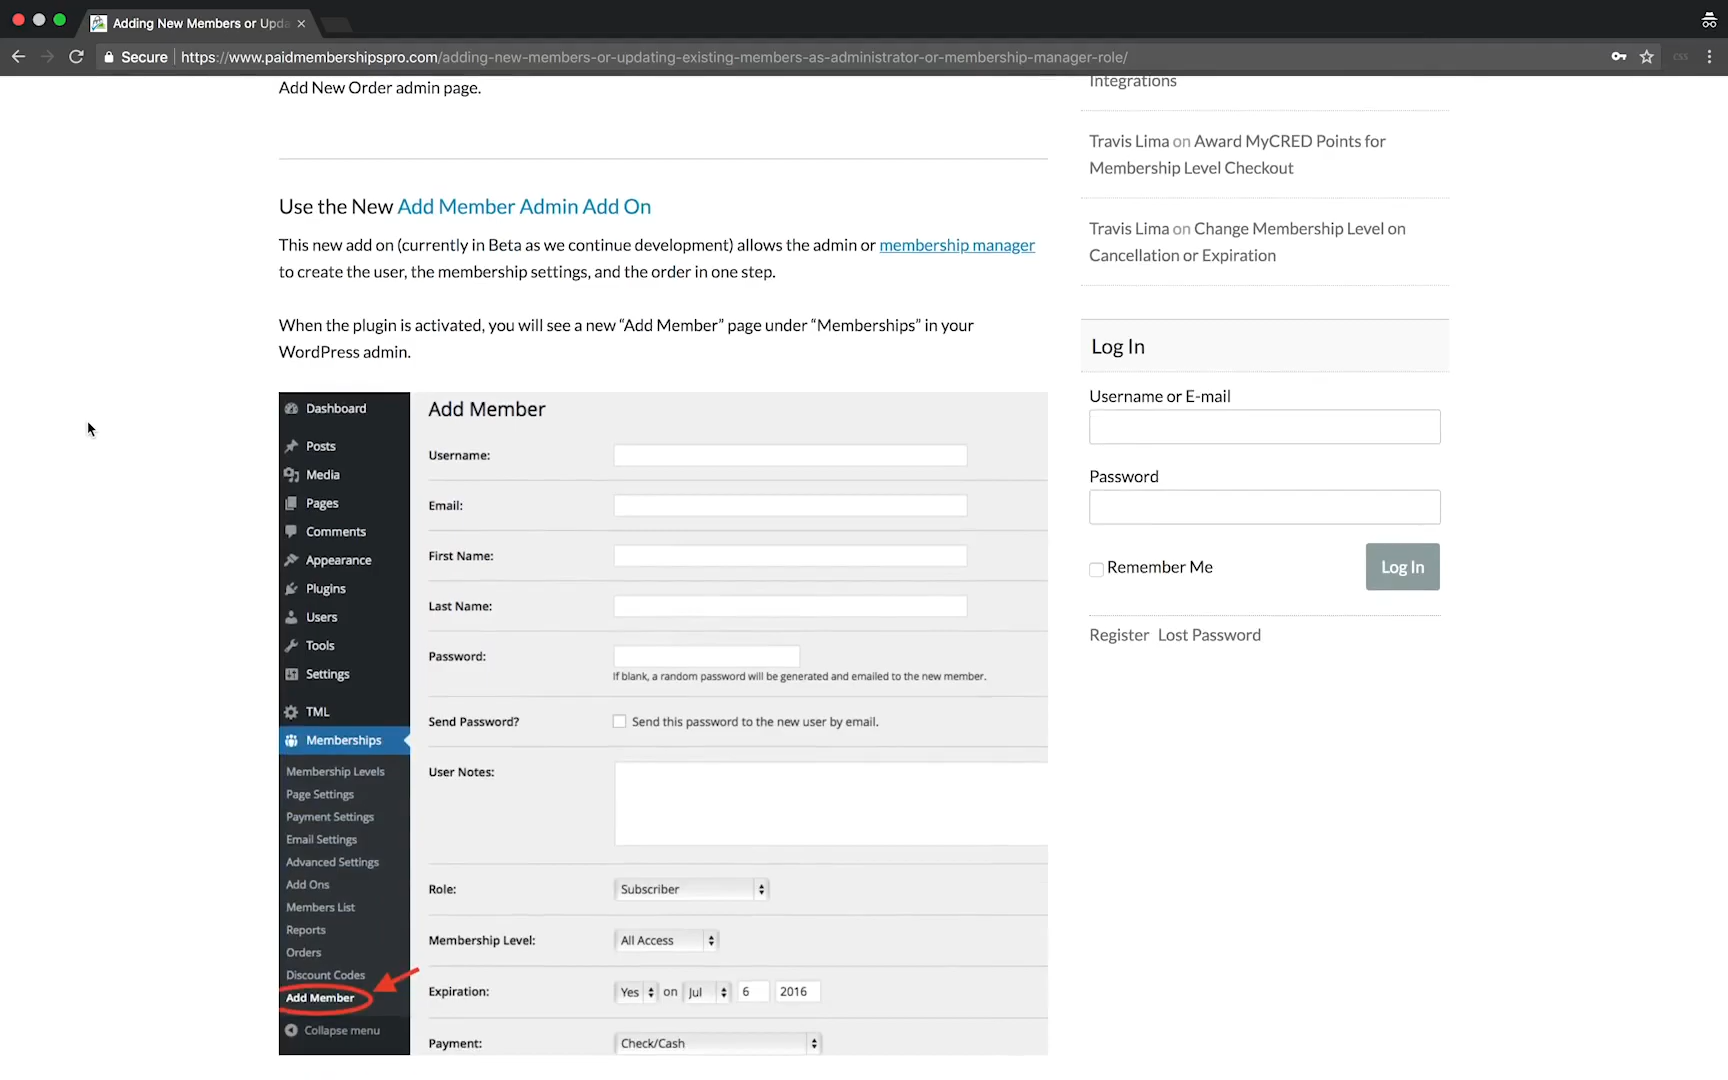 Adding New Members or Upda
Secure
https://www.paidmembershipspro.com/adding-new-members-or-updating-existing-members-as-administrator-or-membership-manager-role/
CSS
Add New Order admin page.
Use the New Add Member Admin Add On
This new add on (currently in Beta as we continue development) allows the admin or membership manager
to create the user, the membership settings, and the order in one step.
When the plugin is activated, you will see a new “Add Member” page under “Memberships” in your
WordPress admin.
Dashboard
Posts
Media
Pages
Comments
Appearance
Plugins
Users
Tools
Settings
TML
Memberships
Membership Levels
Page Settings
Payment Settings
Email Settings
Advanced Settings
Add Ons
Members List
Reports
Orders
Discount Codes
Add Member
Collapse menu
Add Member
Username:
Email:
First Name:
Last Name:
Password:
If blank, a random password will be generated and emailed to the new member.
Send Password?
Send this password to the new user by email.
User Notes:
Role:
Subscriber
Membership Level:
All Access
Expiration:
Yes on Jul 6 2016
Payment:
Check/Cash
Integrations
Travis Lima on Award MyCRED Points for
Membership Level Checkout
Travis Lima on Change Membership Level on
Cancellation or Expiration
Log In
Username or E-mail
Password
Remember Me
Log In
Register Lost Password